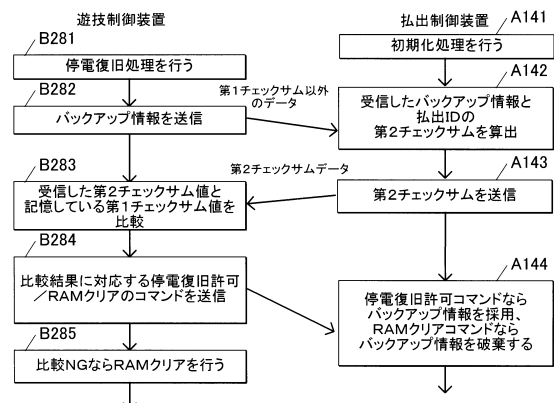 遊技制御装置
払出制御装置
B281
停電復旧処理を行う
A141
初期化処理を行う
B282
バックアップ情報を送信
第1チェックサム以外
のデータ
A142
受信したバックアップ情報と
払出IDの
第2チェックサムを算出
B283
受信した第2チェックサム値と
記憶している第1チェックサム値を
比較
第2チェックサムデータ
A143
第2チェックサムを送信
B284
比較結果に対応する停電復旧許可
/RAMクリアのコマンドを送信
A144
停電復旧許可コマンドなら
バックアップ情報を採用、
RAMクリアコマンドなら
バックアップ情報を破棄する
B285
比較NGならRAMクリアを行う